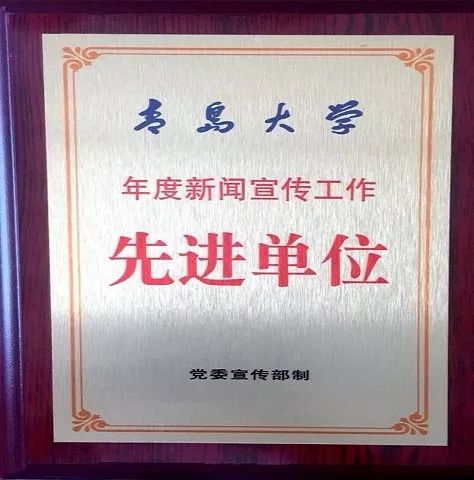 青岛大学
年度新闻宣传工作
先进单位
党委宣传部制